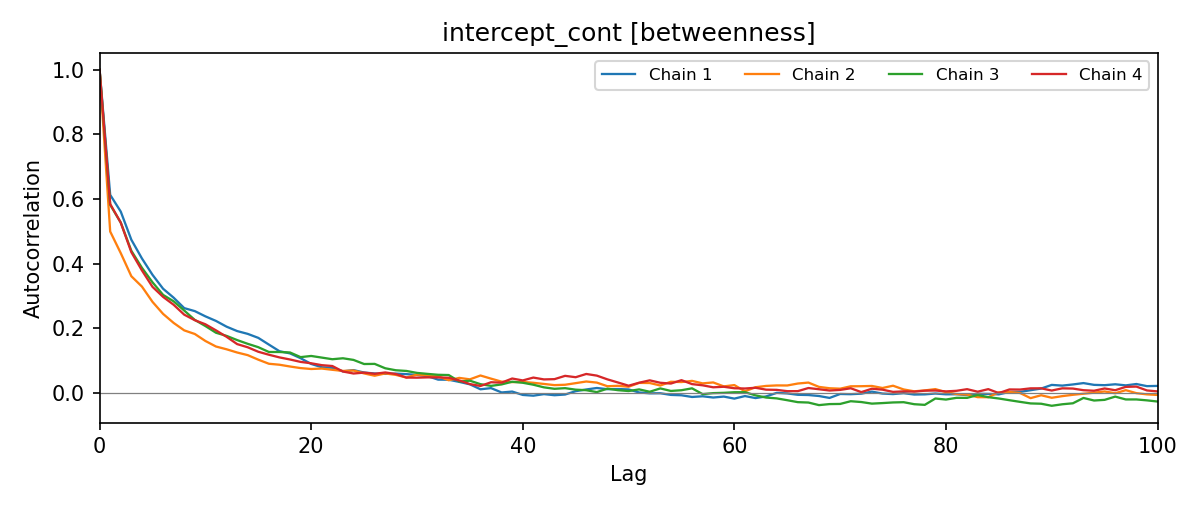 intercept_cont [betweenness]
Chain 1 Chain 2 Chain 3 Chain 4
Autocorrelation
1.0
0.8
0.6
0.4
0.2
0.0
0 20 40 60 80 100
Lag